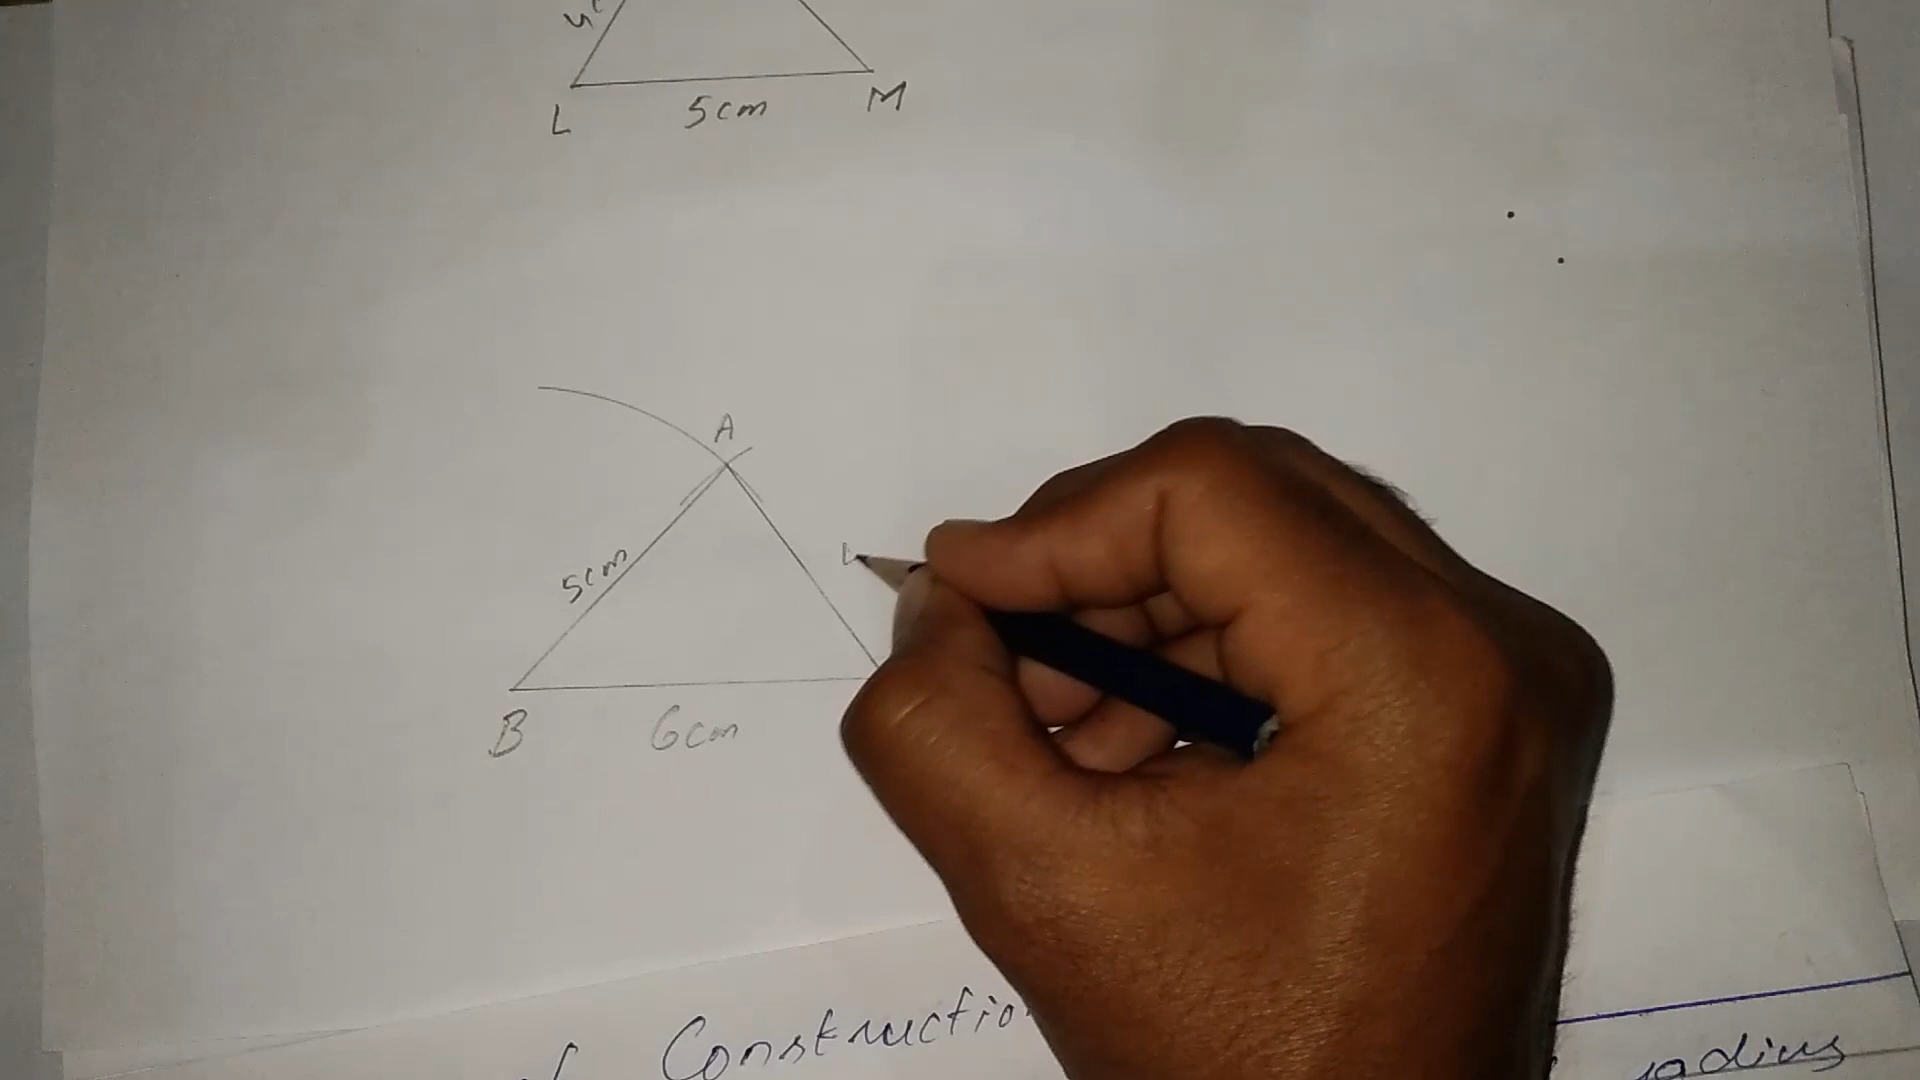 L 5cm M
A
5cm
B 6cm
Construction
radius